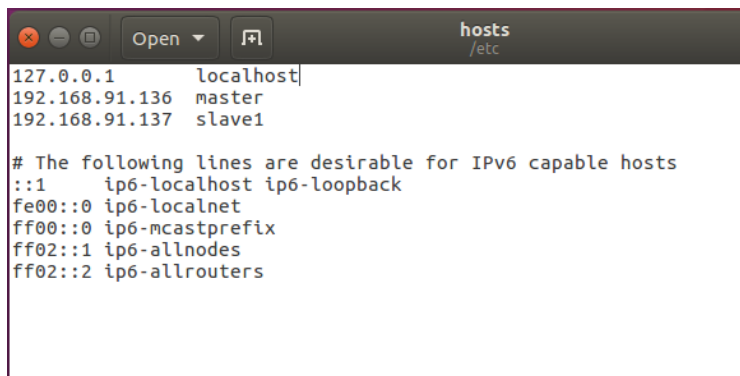 Open
hosts
/etc
127.0.0.1       localhost
192.168.91.136  master
192.168.91.137  slave1

# The following lines are desirable for IPv6 capable hosts
::1     ip6-localhost ip6-loopback
fe00::0 ip6-localnet
ff00::0 ip6-mcastprefix
ff02::1 ip6-allnodes
ff02::2 ip6-allrouters